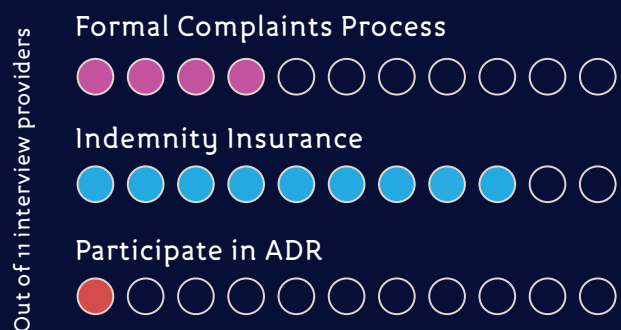 Out of 11 interview providers
Formal Complaints Process
Indemnity Insurance
Participate in ADR